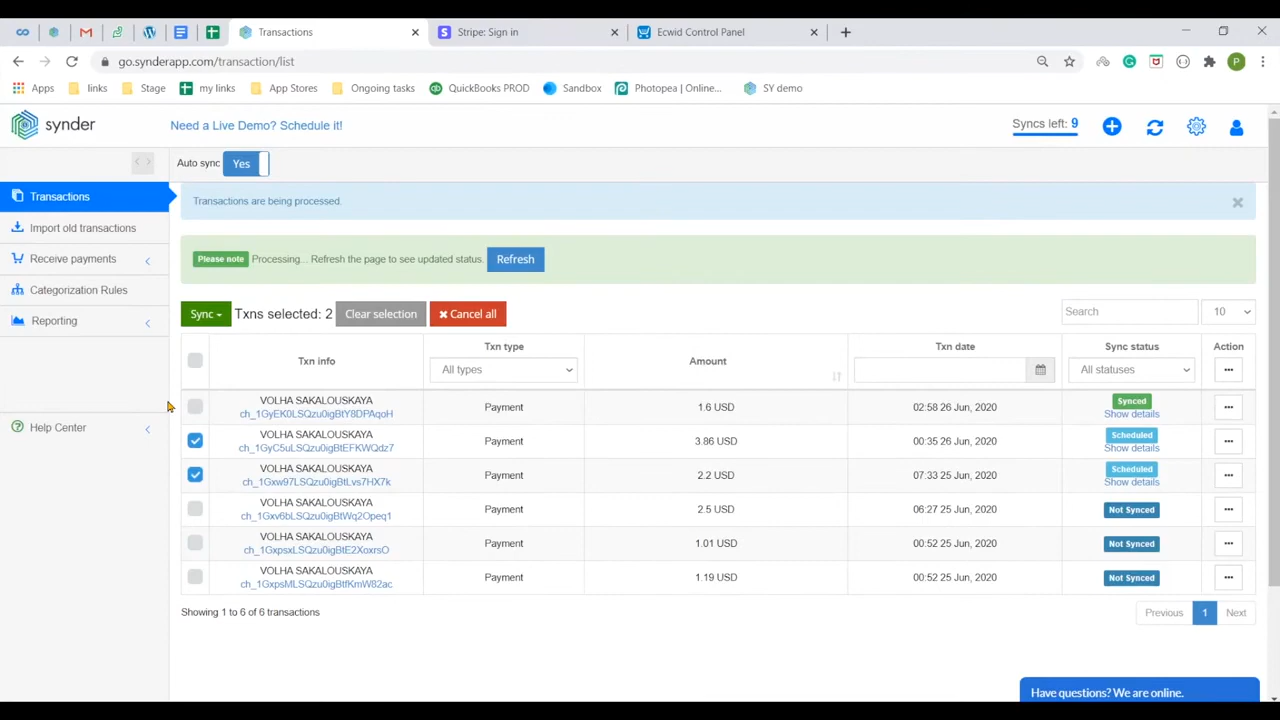 Transactions
Stripe: Sign in
Ecwid Control Panel
go.synderapp.com/transaction/list
Apps
links
Stage
my links
App Stores
Ongoing tasks
QuickBooks PROD
Sandbox
Photopea | Online...
SY demo
synder
Need a Live Demo? Schedule it!
Syncs left: 9
Auto sync Yes
Transactions
Import old transactions
Receive payments
Categorization Rules
Reporting
Help Center
Transactions are being processed.
Please note Processing... Refresh the page to see updated status. Refresh
Sync Txns selected: 2 Clear selection Cancel all Search 10
Txn info Txn type Amount Txn date Sync status Action
All types All statuses
VOLHA SAKALOUSKAYA
ch_1GyEK0LSQzu0igBtY8DPAqoH Payment 1.6 USD 02:58 26 Jun, 2020 Synced Show details
VOLHA SAKALOUSKAYA
ch_1GyC5uLSQzu0igBtEFKWQdz7 Payment 3.86 USD 00:35 26 Jun, 2020 Scheduled Show details
VOLHA SAKALOUSKAYA
ch_1Gxw97LSQzu0igBtLvs7HX7k Payment 2.2 USD 07:33 25 Jun, 2020 Scheduled Show details
VOLHA SAKALOUSKAYA
ch_1Gxv6bLSQzu0igBtWq2Opeq1 Payment 2.5 USD 06:27 25 Jun, 2020 Not Synced
VOLHA SAKALOUSKAYA
ch_1GxpsxLSQzu0igBtE2XoxrsO Payment 1.01 USD 00:52 25 Jun, 2020 Not Synced
VOLHA SAKALOUSKAYA
ch_1GxpsMLSQzu0igBtfKmW82ac Payment 1.19 USD 00:52 25 Jun, 2020 Not Synced
Showing 1 to 6 of 6 transactions
Previous 1 Next
Have questions? We are online.